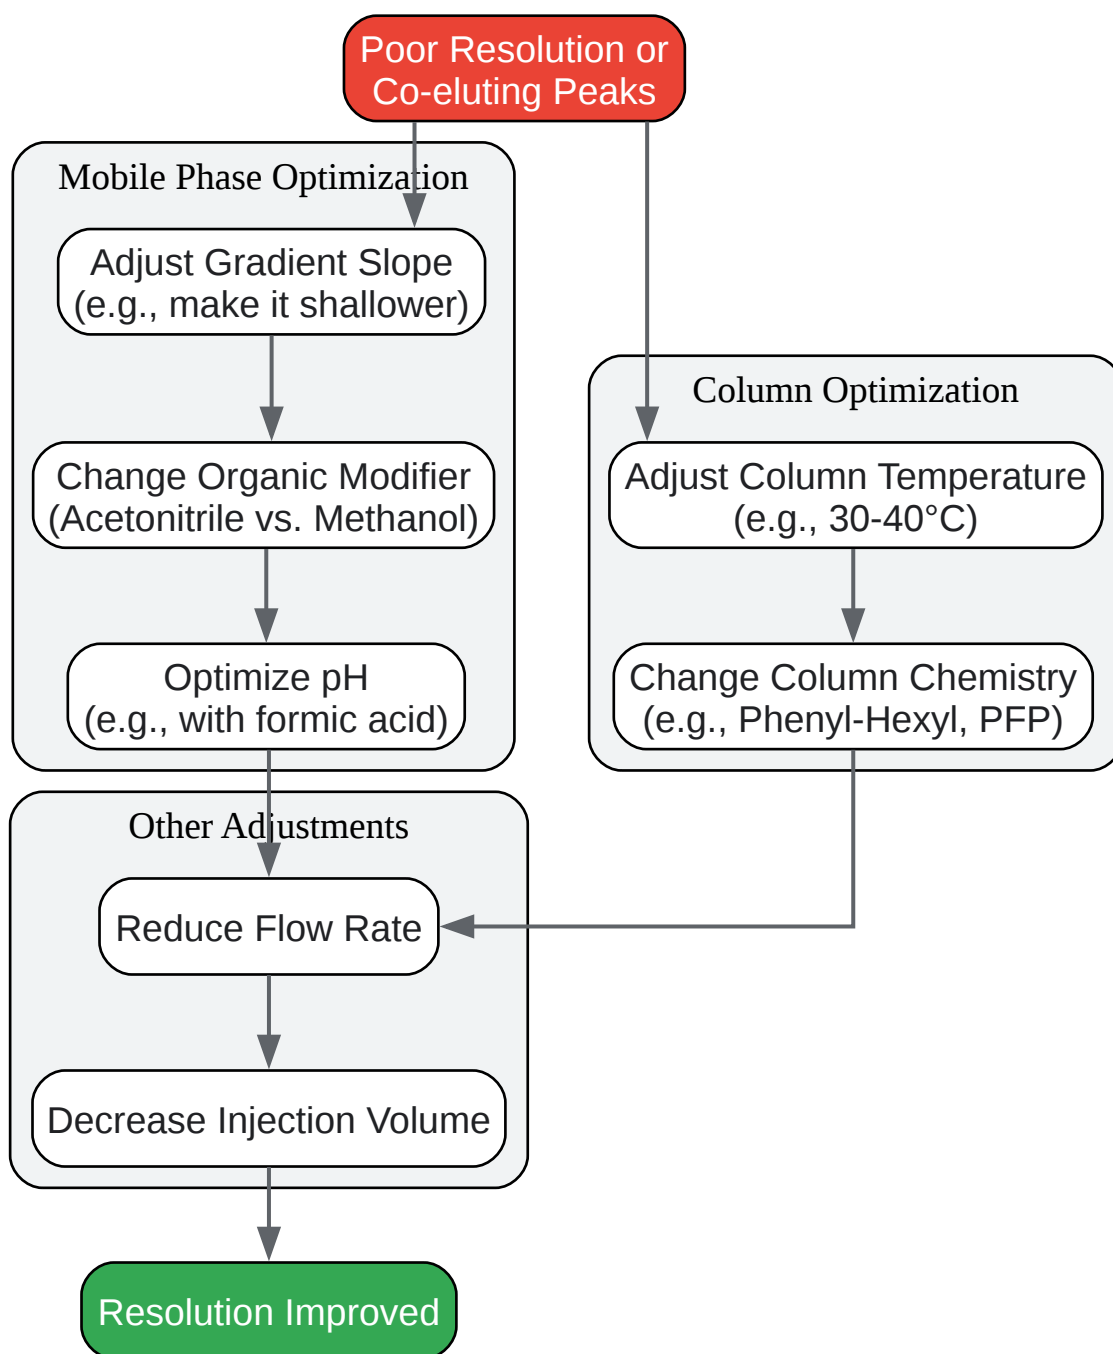 Poor Resolution or
Co-eluting Peaks
Mobile Phase Optimization
Adjust Gradient Slope
(e.g., make it shallower)
Change Organic Modifier
(Acetonitrile vs. Methanol)
Optimize pH
(e.g., with formic acid)
Column Optimization
Adjust Column Temperature
(e.g., 30-40°C)
Change Column Chemistry
(e.g., Phenyl-Hexyl, PFP)
Other Adjustments
Reduce Flow Rate
Decrease Injection Volume
Resolution Improved